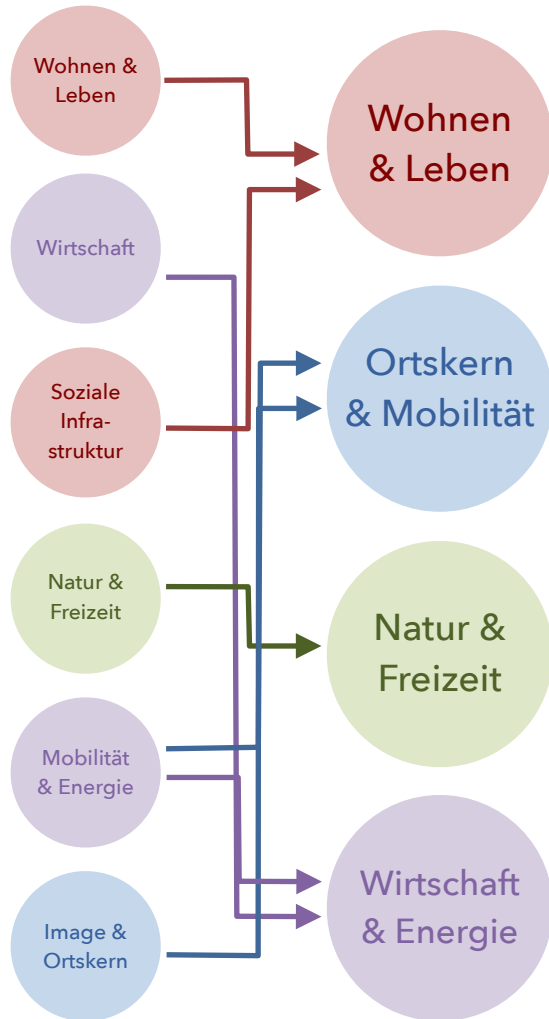 Wohnen &
Leben
Wirtschaft
Soziale
Infra-
struktur
Natur &
Freizeit
Mobilität
& Energie
Image &
Ortskern
Wohnen
& Leben
Ortskern
& Mobilität
Natur &
Freizeit
Wirtschaft
& Energie